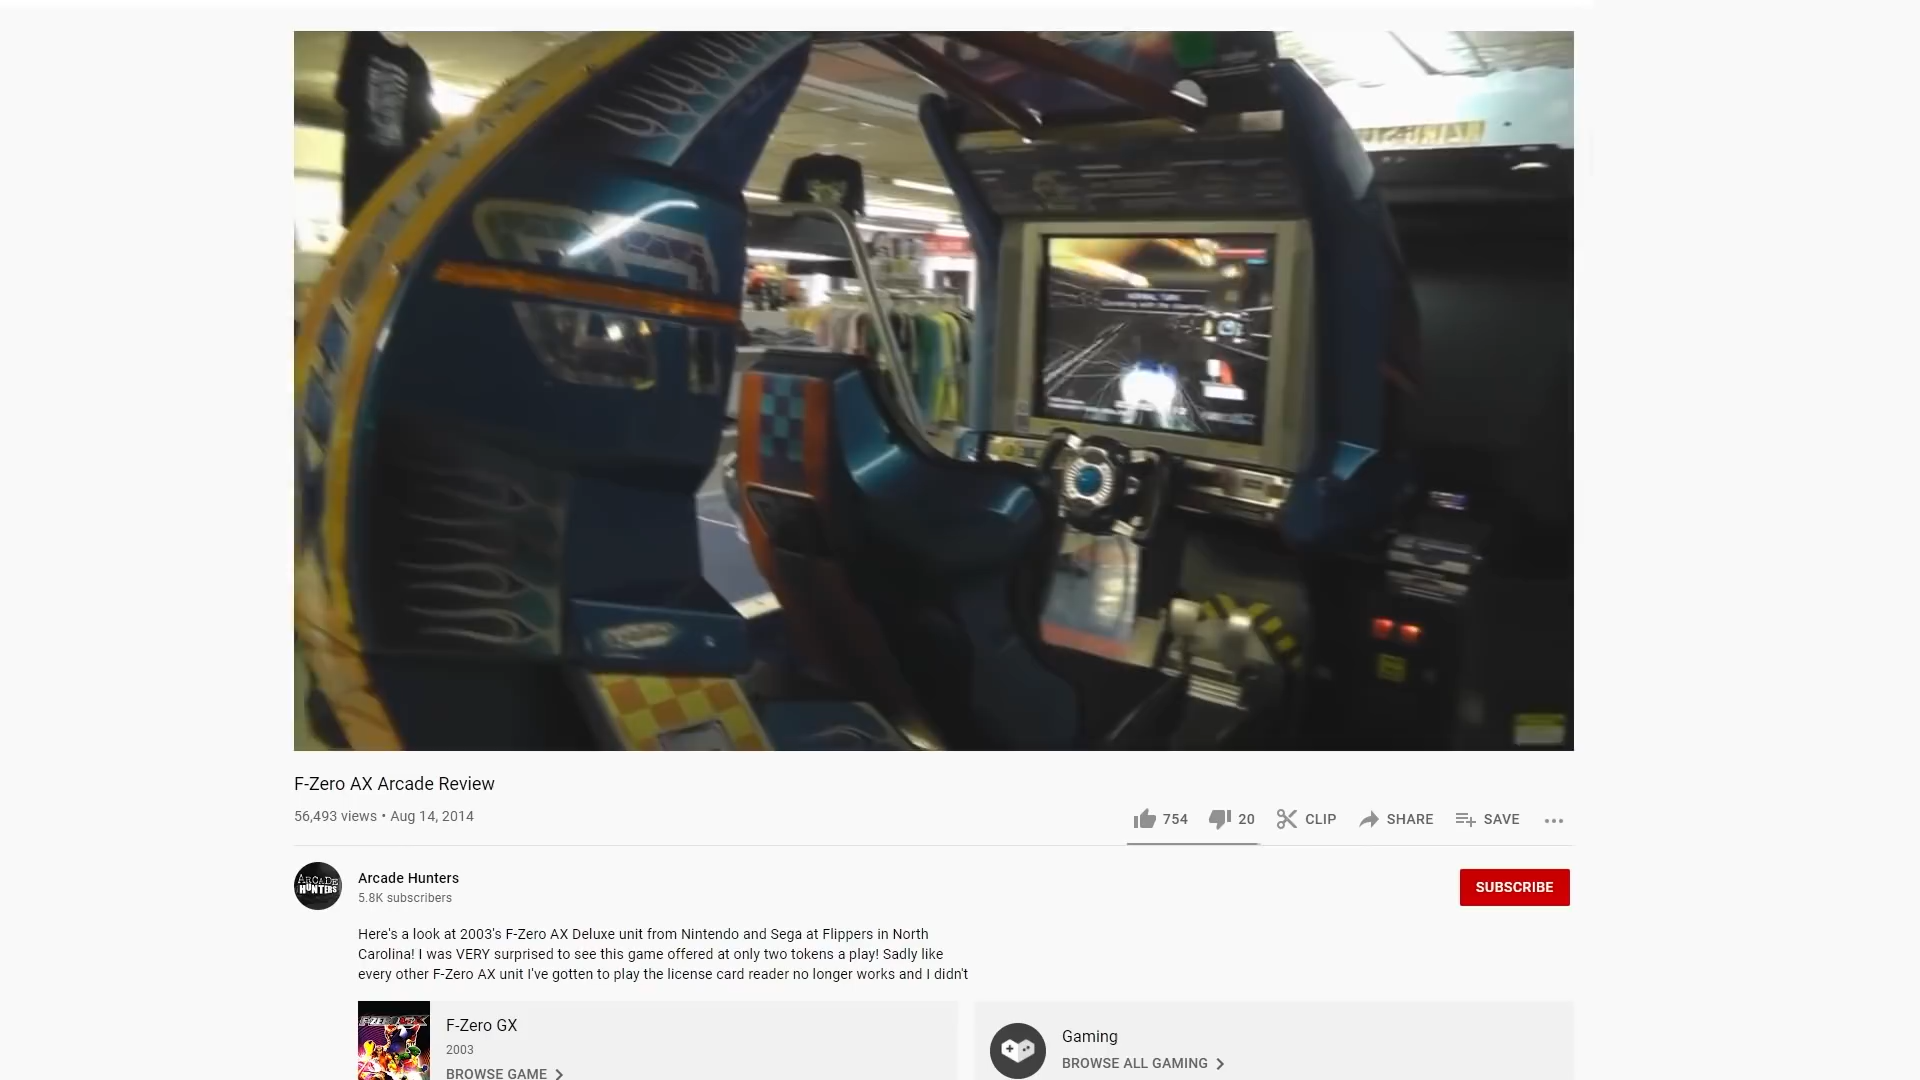 F-Zero AX Arcade Review
56,493 views • Aug 14, 2014
754
20
CLIP
SHARE
SAVE
ARCADE
HUNTERS
Arcade Hunters
5.8K subscribers
SUBSCRIBE
Here's a look at 2003's F-Zero AX Deluxe unit from Nintendo and Sega at Flippers in North
Carolina! I was VERY surprised to see this game offered at only two tokens a play! Sadly like
every other F-Zero AX unit I've gotten to play the license card reader no longer works and I didn't
F-Zero GX
2003
BROWSE GAME
Gaming
BROWSE ALL GAMING